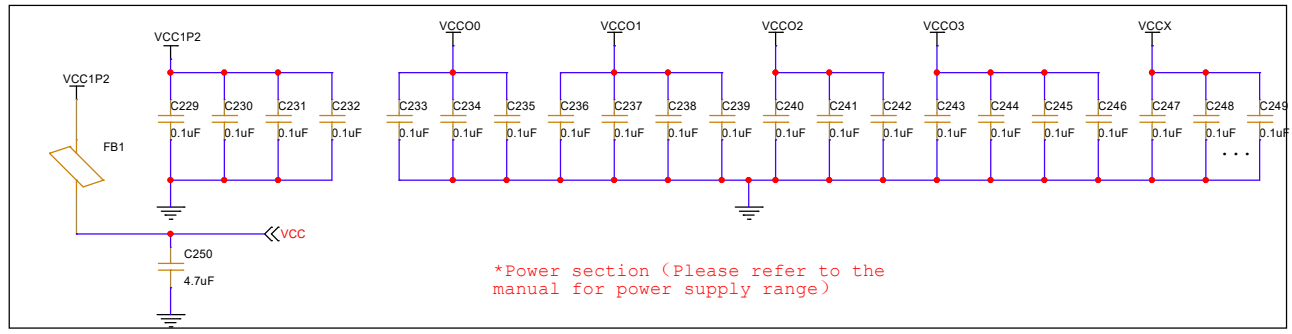 VCCO0 VCCO1 VCCO2 VCCO3 VCCX
VCC1P2
VCC1P2
C229 C230 C231 C232 C233 C234 C235 C236 C237 C238 C239 C240 C241 C242 C243 C244 C245 C246 C247 C248 C249
0.1uF 0.1uF 0.1uF 0.1uF 0.1uF 0.1uF 0.1uF 0.1uF 0.1uF 0.1uF 0.1uF 0.1uF 0.1uF 0.1uF 0.1uF 0.1uF 0.1uF 0.1uF 0.1uF 0.1uF 0.1uF
FB1
...
VCC
C250
4.7uF
*Power section（Please refer to the
manual for power supply range）